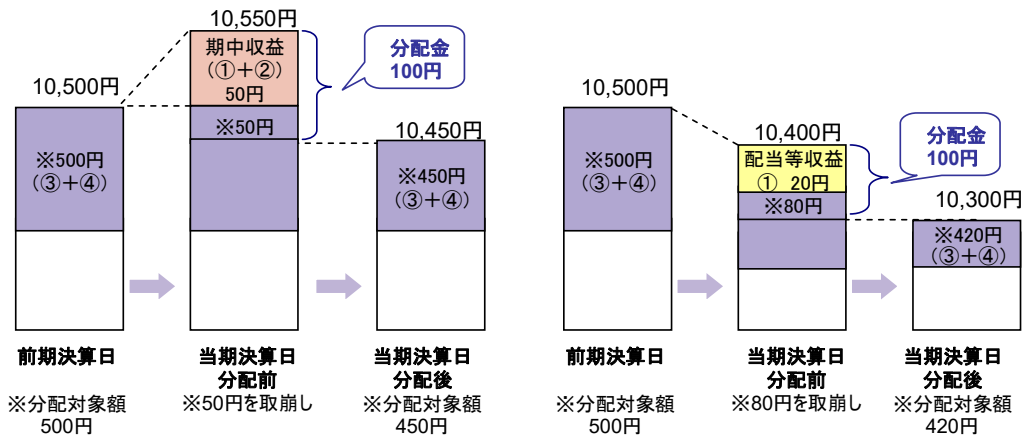 10,500円
※500円
（③＋④）
前期決算日
※分配対象額
500円
10,550円
期中収益
（①＋②）
50円
※50円
分配金
100円
当期決算日
分配前
※50円を取崩し
10,450円
※450円
（③＋④）
当期決算日
分配後
※分配対象額
450円
10,500円
※500円
（③＋④）
前期決算日
※分配対象額
500円
10,400円
配当等収益
① 20円
※80円
分配金
100円
当期決算日
分配前
※80円を取崩し
10,300円
※420円
（③＋④）
当期決算日
分配後
※分配対象額
420円